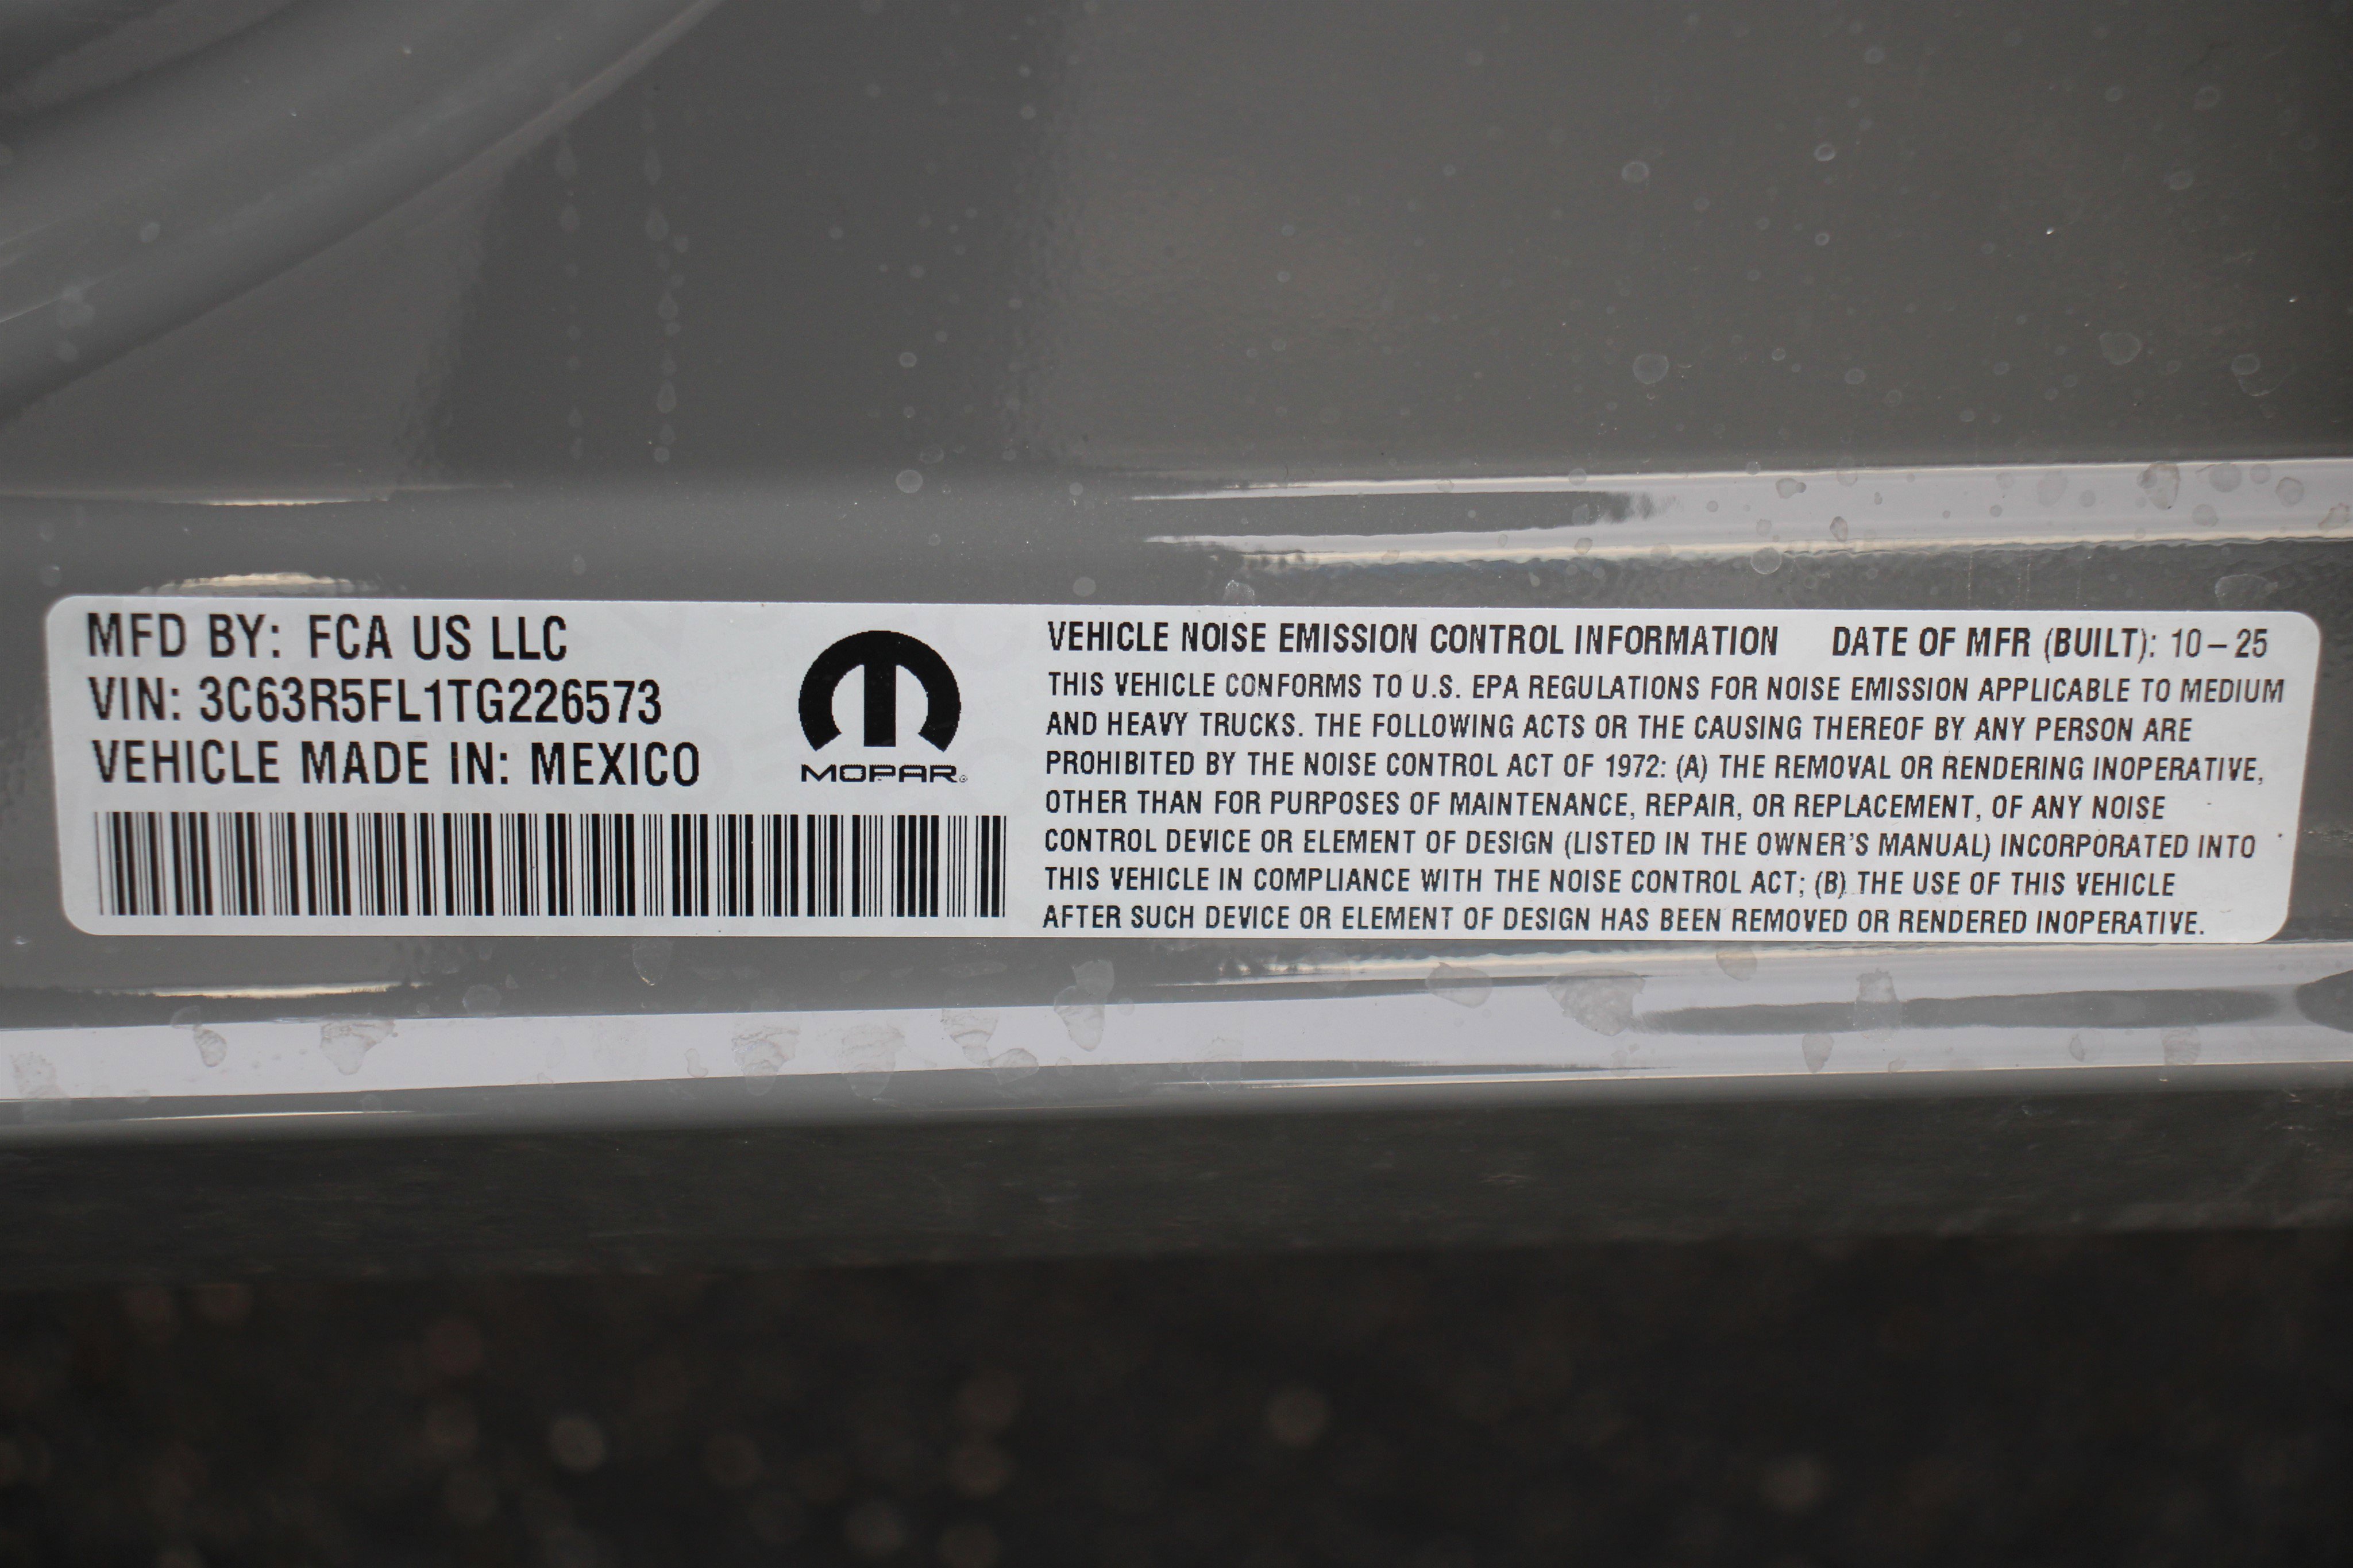 MFD BY: FCA US LLC
VIN: 3C63R5FL1TG226573
VEHICLE MADE IN: MEXICO
MOPAR®
VEHICLE NOISE EMISSION CONTROL INFORMATION DATE OF MFR (BUILT): 10–25
THIS VEHICLE CONFORMS TO U.S. EPA REGULATIONS FOR NOISE EMISSION APPLICABLE TO MEDIUM
AND HEAVY TRUCKS. THE FOLLOWING ACTS OR THE CAUSING THEREOF BY ANY PERSON ARE
PROHIBITED BY THE NOISE CONTROL ACT OF 1972: (A) THE REMOVAL OR RENDERING INOPERATIVE,
OTHER THAN FOR PURPOSES OF MAINTENANCE, REPAIR, OR REPLACEMENT, OF ANY NOISE
CONTROL DEVICE OR ELEMENT OF DESIGN (LISTED IN THE OWNER'S MANUAL) INCORPORATED INTO
THIS VEHICLE IN COMPLIANCE WITH THE NOISE CONTROL ACT; (B) THE USE OF THIS VEHICLE
AFTER SUCH DEVICE OR ELEMENT OF DESIGN HAS BEEN REMOVED OR RENDERED INOPERATIVE.